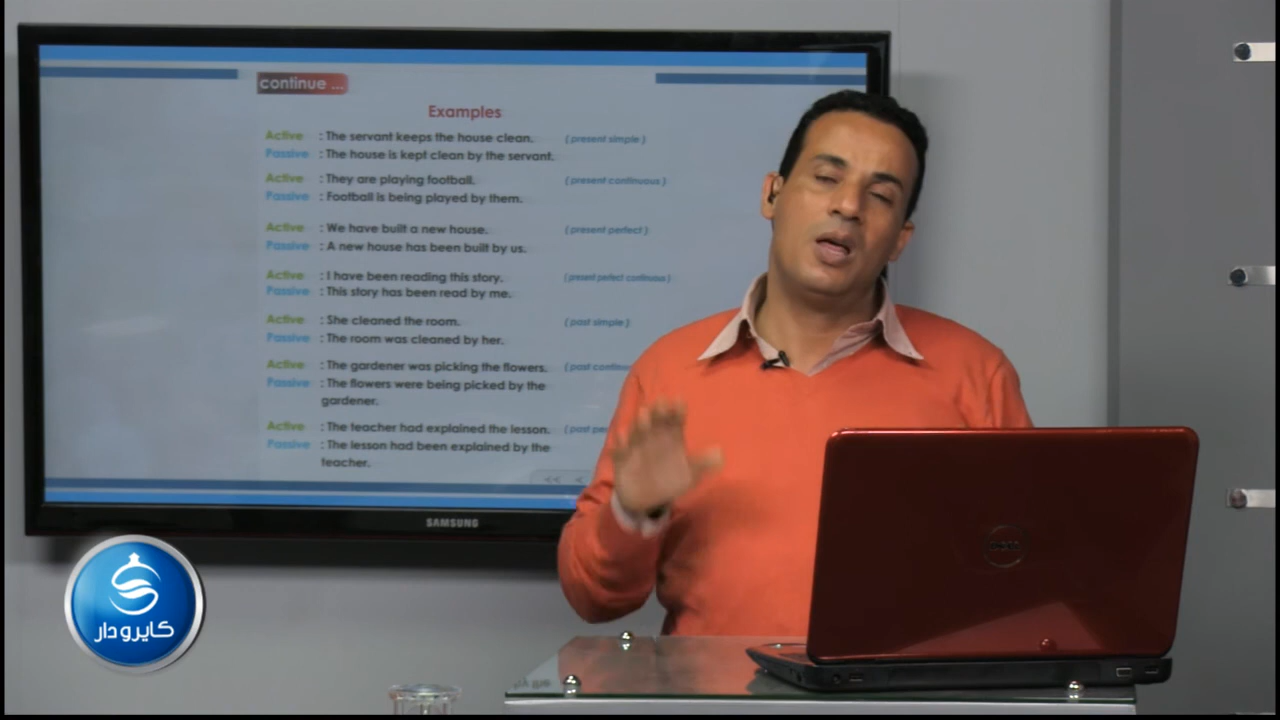 continue ...
Examples
Active : The servant keeps the house clean. (present simple)
Passive : The house is kept clean by the servant.
Active : They are playing football. (present continuous)
Passive : Football is being played by them.
Active : We have built a new house. (present perfect)
Passive : A new house has been built by us.
Active : I have been reading this story. (present perfect continuous)
Passive : This story has been read by me.
Active : She cleaned the room. (past simple)
Passive : The room was cleaned by her.
Active : The gardener was picking the flowers. (past
Passive : The flowers were being picked by the
gardener.
Active : The teacher had explained the lesson. (past
Passive : The lesson had been explained by the
teacher.
SAMSUNG
DELL
كايرودار